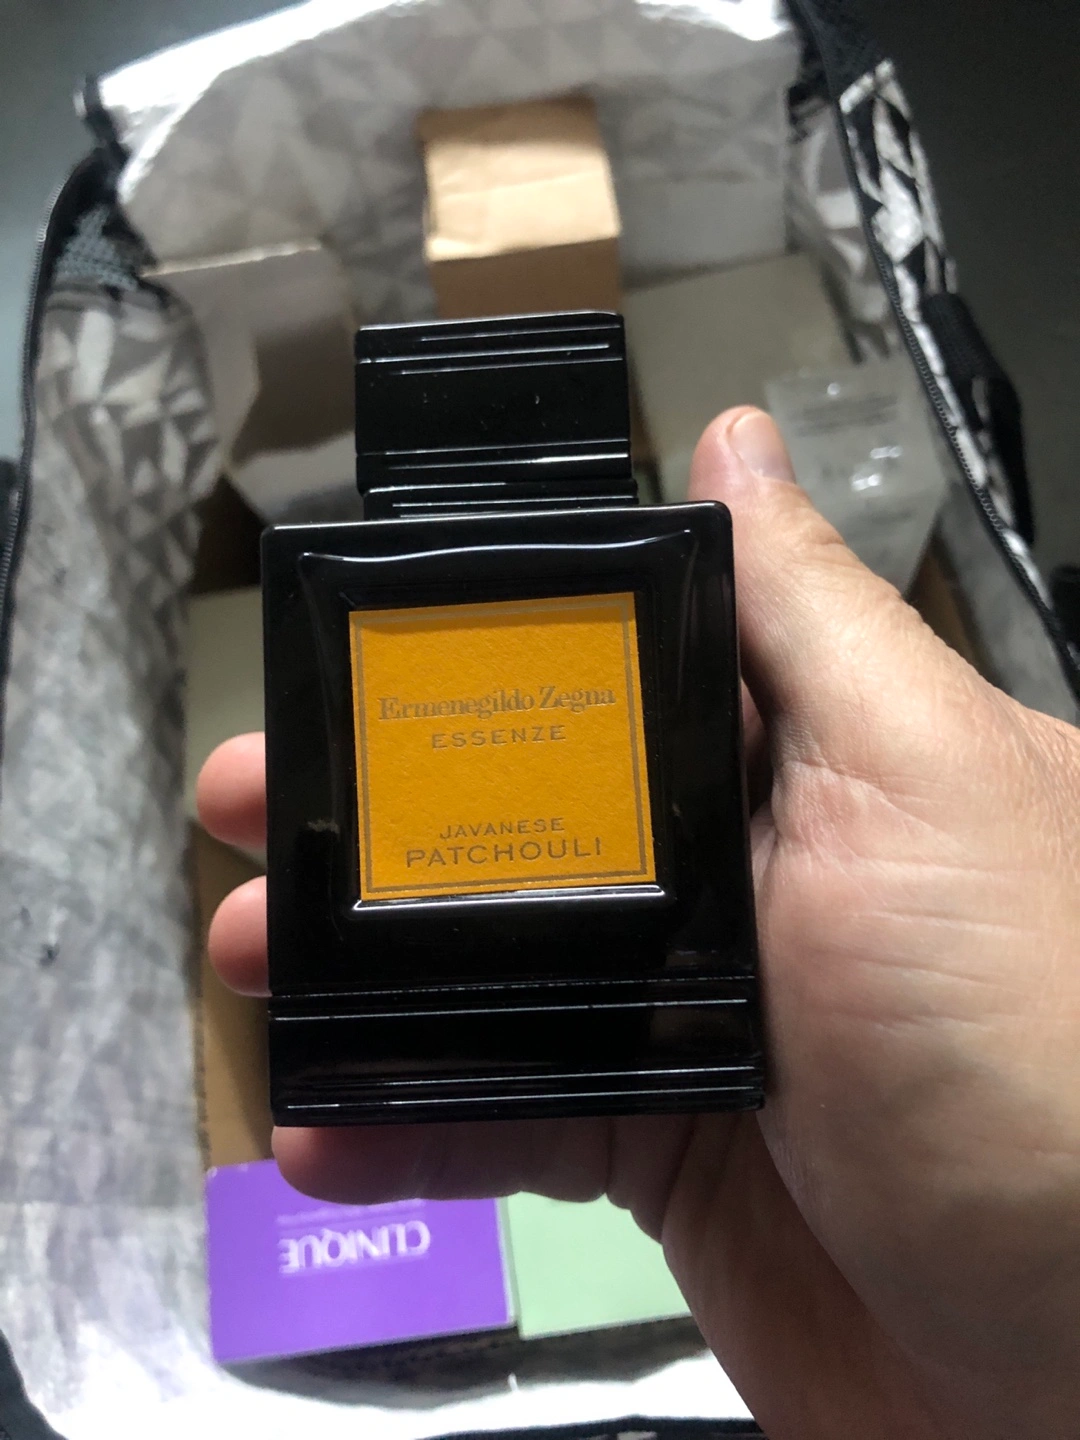 Ermenegildo Zegna
ESSENZE
JAVANESE
PATCHOULI
CLINIQUE